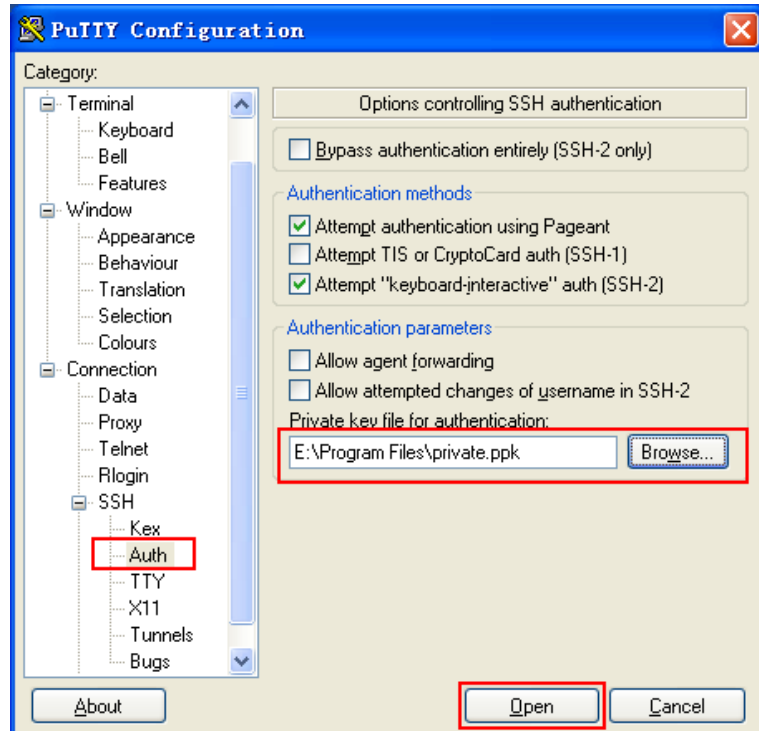 PuTTY Configuration
Category:
Terminal
Keyboard
Bell
Features
Window
Appearance
Behaviour
Translation
Selection
Colours
Connection
Data
Proxy
Telnet
Rlogin
SSH
Kex
Auth
TTY
X11
Tunnels
Bugs
Options controlling SSH authentication
Bypass authentication entirely (SSH-2 only)
Authentication methods
Attempt authentication using Pageant
Attempt TIS or CryptoCard auth (SSH-1)
Attempt "keyboard-interactive" auth (SSH-2)
Authentication parameters
Allow agent forwarding
Allow attempted changes of username in SSH-2
Private key file for authentication:
E:\Program Files\private.ppk
Browse...
About
Open
Cancel